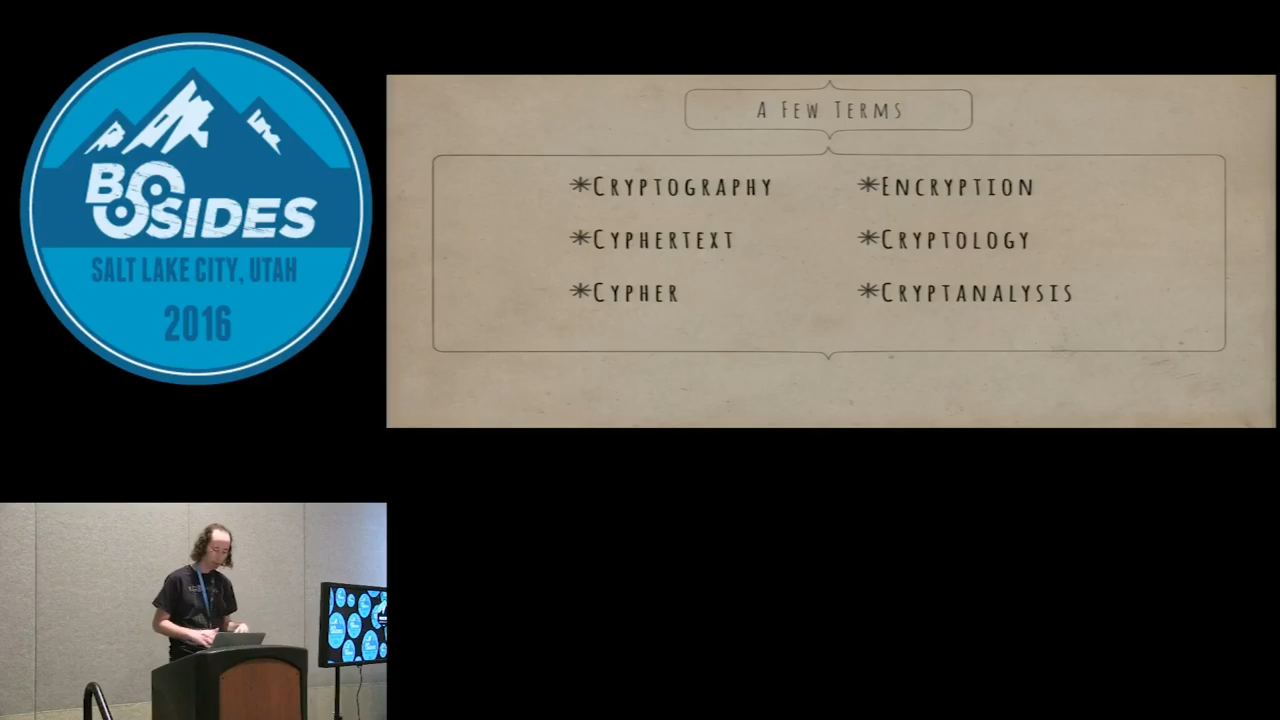 BSIDES
SALT LAKE CITY, UTAH
2016
A Few Terms
✳Cryptography
✳Cyphertext
✳Cypher
✳Encryption
✳Cryptology
✳Cryptanalysis